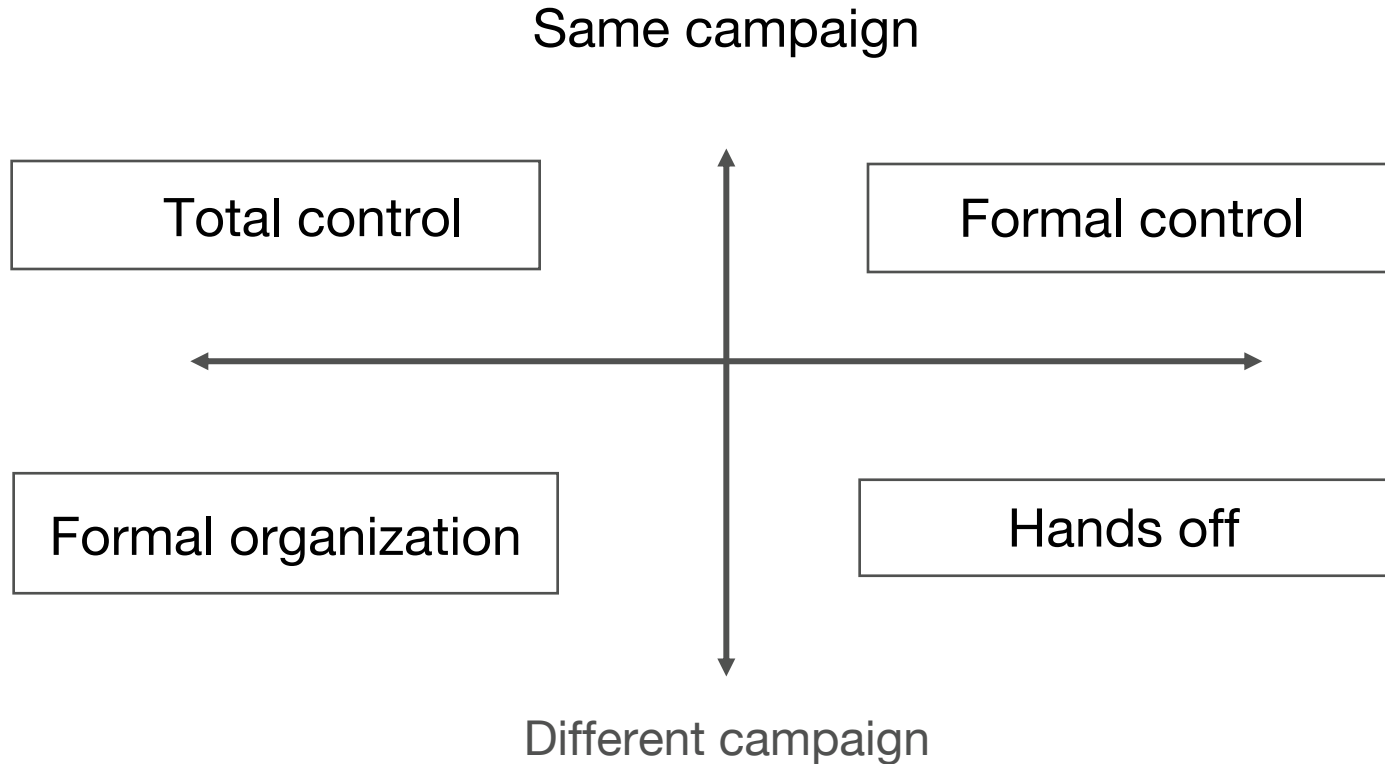 Same campaign
Total control
Formal control
Formal organization
Hands off
Different campaign